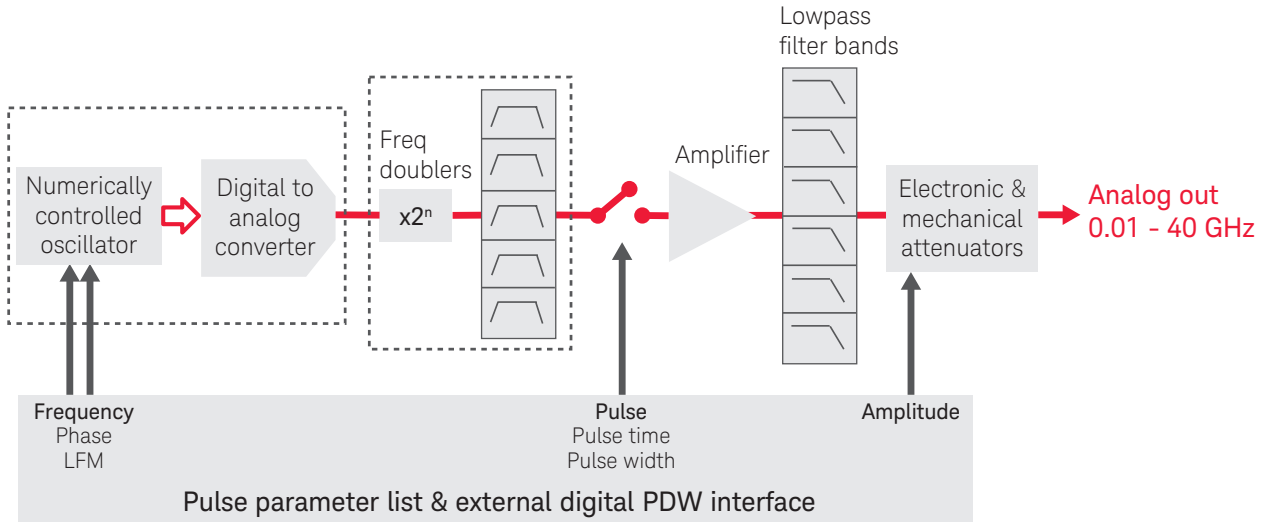 Lowpass
filter bands
Freq
doublers
Amplifier
Numerically
controlled
oscillator
Digital to
analog
converter
x2ⁿ
Electronic &
mechanical
attenuators
Analog out
0.01 - 40 GHz
Frequency
Phase
LFM
Pulse
Pulse time
Pulse width
Amplitude
Pulse parameter list & external digital PDW interface